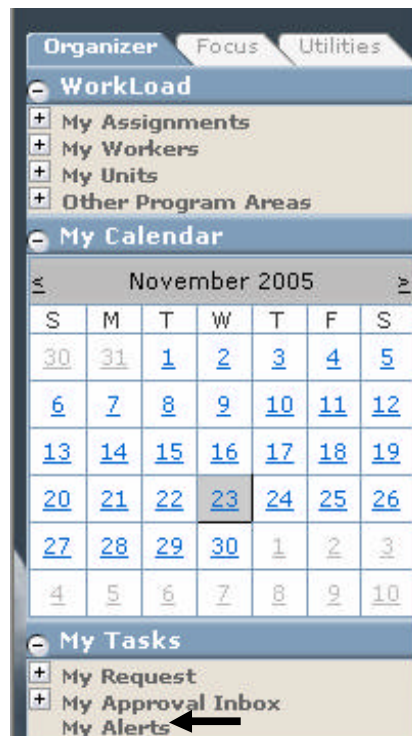 Organizer Focus Utilities
WorkLoad
My Assignments
My Workers
My Units
Other Program Areas
My Calendar
< November 2005 >
S M T W T F S
30 31 1 2 3 4 5
6 7 8 9 10 11 12
13 14 15 16 17 18 19
20 21 22 23 24 25 26
27 28 29 30 1 2 3
4 5 6 7 8 9 10
My Tasks
My Request
My Approval Inbox
My Alerts